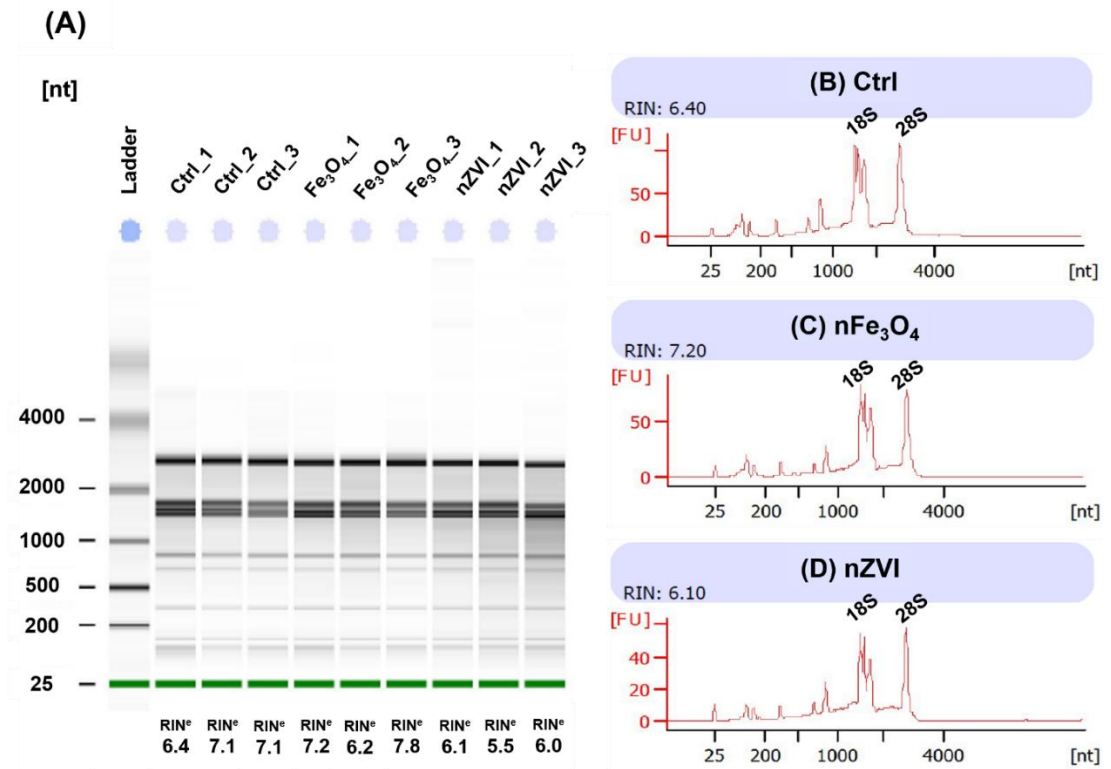 (A)
[nt]
Ladder
Ctrl_1
Ctrl_2
Ctrl_3
Fe₃O₄_1
Fe₃O₄_2
Fe₃O₄_3
nZVI_1
nZVI_2
nZVI_3
4000
2000
1000
500
200
25
RINᵉ RINᵉ RINᵉ RINᵉ RINᵉ RINᵉ RINᵉ RINᵉ RINᵉ
6.4 7.1 7.1 7.2 6.2 7.8 6.1 5.5 6.0
(B) Ctrl
RIN: 6.40
[FU]
18S 28S
50
0
25 200 1000 4000 [nt]
(C) nFe₃O₄
RIN: 7.20
[FU]
18S 28S
50
0
25 200 1000 4000 [nt]
(D) nZVI
RIN: 6.10
[FU]
18S 28S
40
20
0
25 200 1000 4000 [nt]